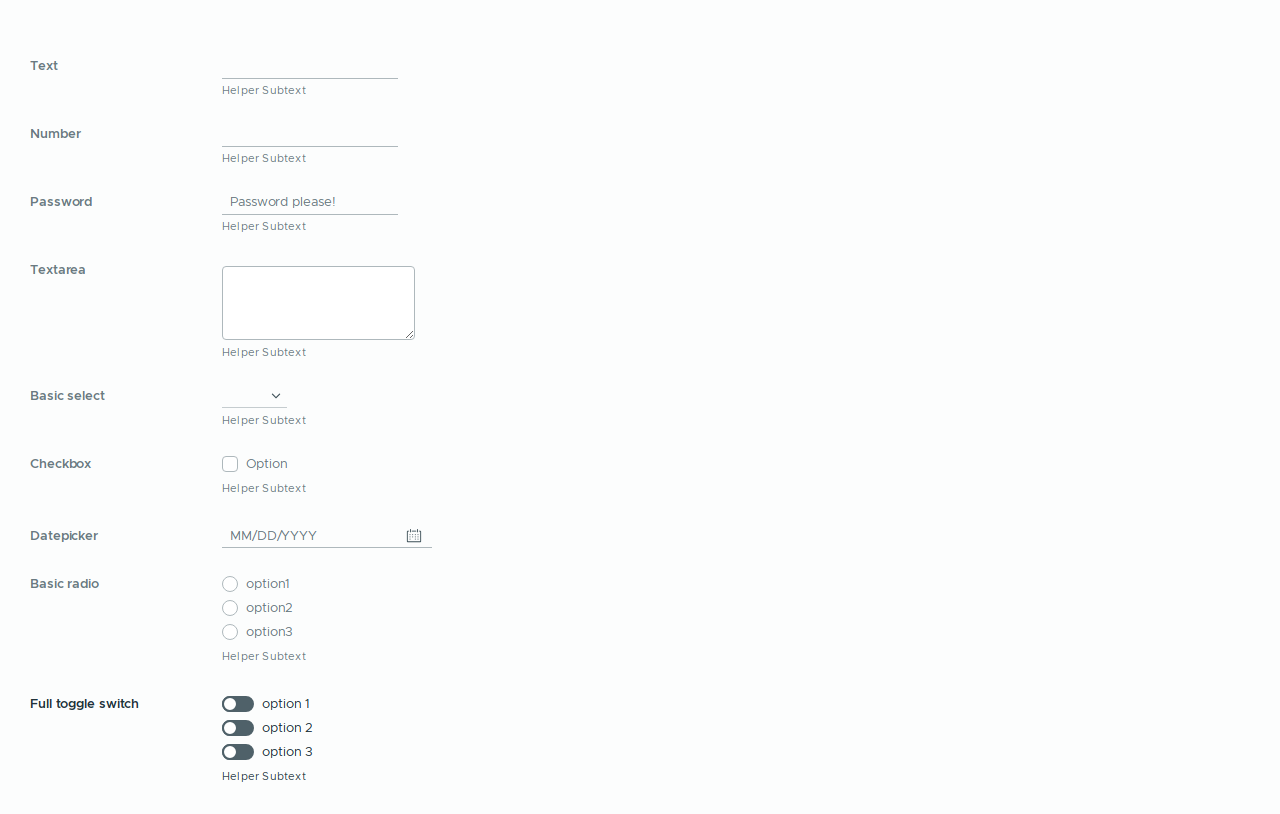 Text
Helper Subtext
Number
Helper Subtext
Password
Password please!
Helper Subtext
Textarea
Helper Subtext
Basic select
Helper Subtext
Checkbox
Option
Helper Subtext
Datepicker
MM/DD/YYYY
Basic radio
option1
option2
option3
Helper Subtext
Full toggle switch
option 1
option 2
option 3
Helper Subtext